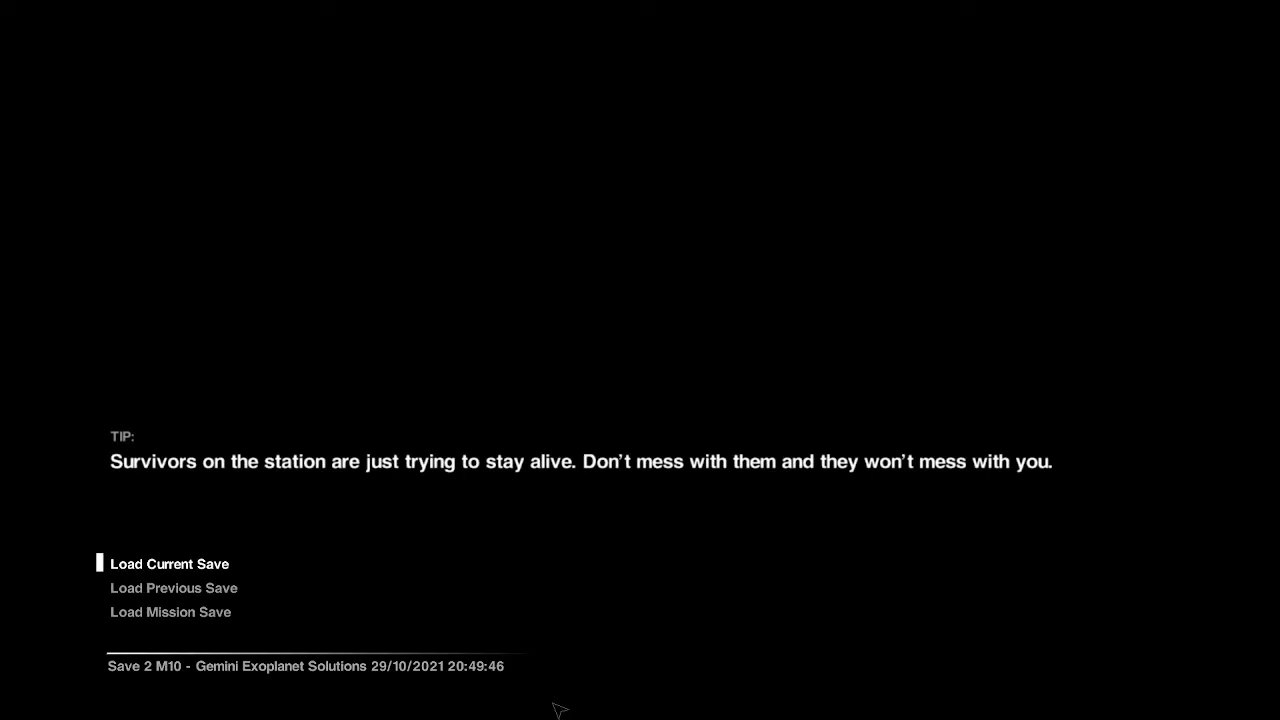 TIP:
Survivors on the station are just trying to stay alive. Don't mess with them and they won't mess with you.
Load Current Save
Load Previous Save
Load Mission Save
Save 2 M10 - Gemini Exoplanet Solutions 29/10/2021 20:49:46